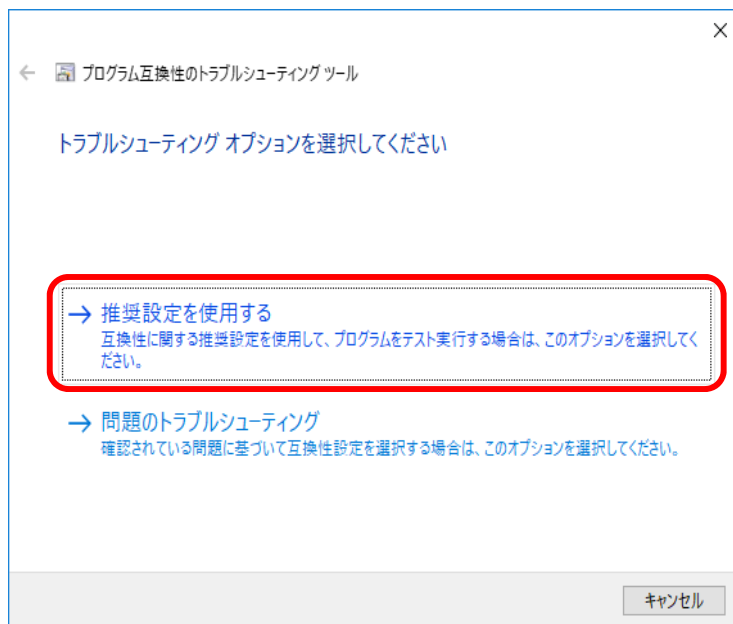 プログラム互換性のトラブルシューティング ツール
トラブルシューティング オプションを選択してください
→ 推奨設定を使用する
互換性に関する推奨設定を使用して、プログラムをテスト実行する場合は、このオプションを選択してく
ださい。
→ 問題のトラブルシューティング
確認されている問題に基づいて互換性設定を選択する場合は、このオプションを選択してください。
キャンセル